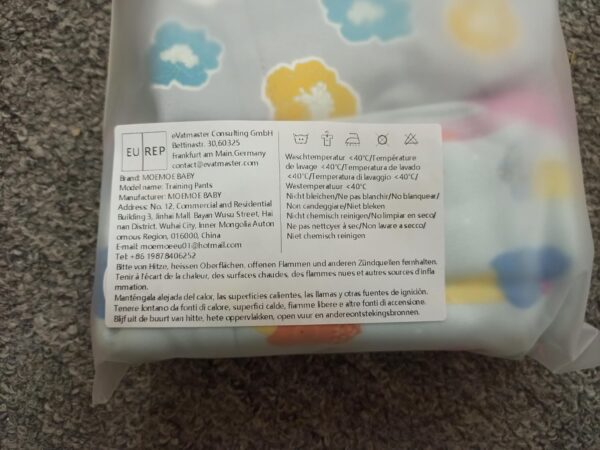 EU REP
eVatmaster Consulting GmbH
Bettinastr. 30,60325
Frankfurt am Main,Germany
contact@evatmaster.com
Brand: MOEMOE BABY
Model name: Training Pants
Manufacturer: MOEMOE BABY
Address: No. 12, Commercial and Residential
Building 3, Jinhai Mall, Bayan Wusu Street, Hai
nan District, Wuhai City, Inner Mongolia Auton
omous Region, 016000, China
E-mail: moemoeeu01@hotmail.com
Tel: +86 19878406252
Waschtemperatur <40℃/Température
de lavage <40℃/Temperatura de lavado
<40℃/Temperatura di lavaggio <40℃/
Westemperatuur <40℃
Nicht bleichen/Ne pas blanchir/No blanquear/
Non candeggiare/Niet bleken
Nicht chemisch reinigen/No limpiar en seco/
Ne pas nettoyer à sec/Non lavare a secco/
Niet chemisch reinigen
Bitte von Hitze, heissen Oberflächen, offenen Flammen und anderen Zündquellen fernhalten.
Tenir à l'écart de la chaleur, des surfaces chaudes, des flammes nues et autres sources d'infla
mmation.
Manténgala alejada del calor, las superficies calientes, las llamas y otras fuentes de ignición.
Tenere lontano da fonti di calore, superfici calde, fiamme libere e altre fonti di accensione.
Blijf uit de buurt van hitte, hete oppervlakken, open vuur en andereontstekingsbronnen.